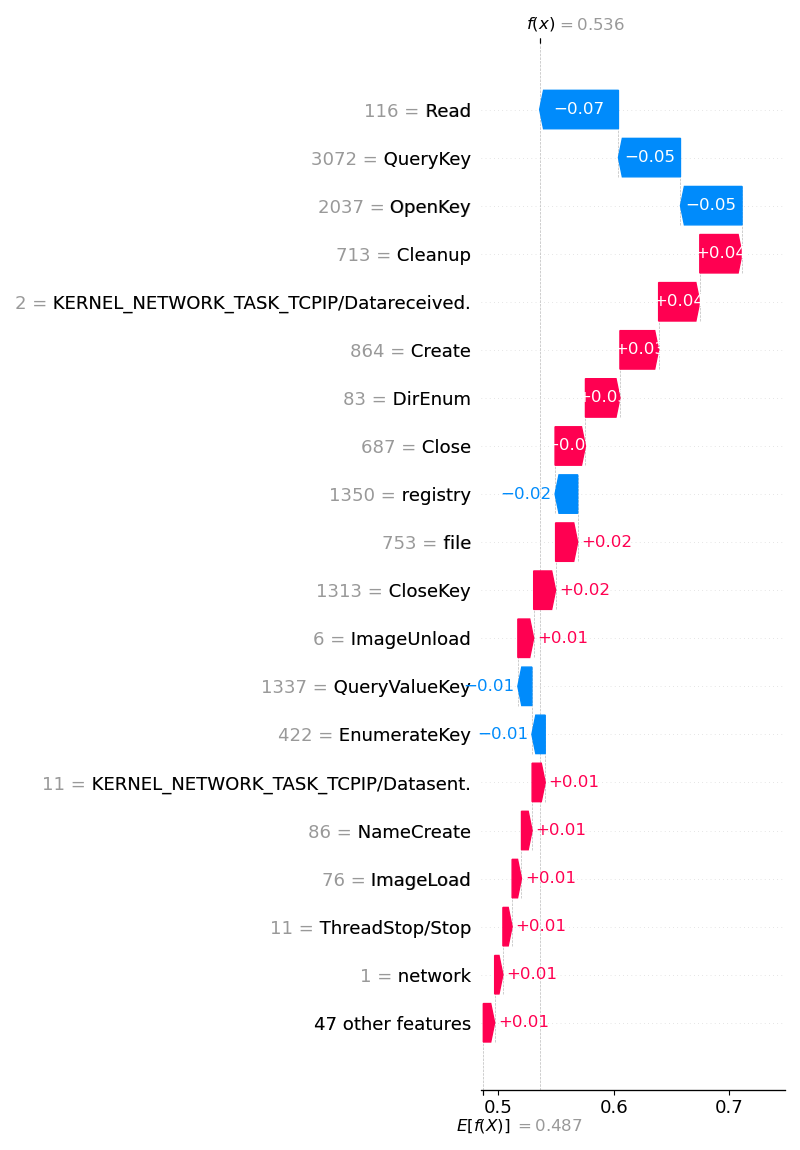 f(x) = 0.536
116 = Read −0.07
3072 = QueryKey −0.05
2037 = OpenKey −0.05
713 = Cleanup +0.04
2 = KERNEL_NETWORK_TASK_TCPIP/Datareceived. +0.04
864 = Create +0.03
83 = DirEnum
687 = Close
1350 = registry −0.02
753 = file +0.02
1313 = CloseKey +0.02
6 = ImageUnload +0.01
1337 = QueryValueKey −0.01
422 = EnumerateKey −0.01
11 = KERNEL_NETWORK_TASK_TCPIP/Datasent. +0.01
86 = NameCreate +0.01
76 = ImageLoad +0.01
11 = ThreadStop/Stop +0.01
1 = network +0.01
47 other features +0.01
0.5 0.6 0.7
E[f(X)] = 0.487